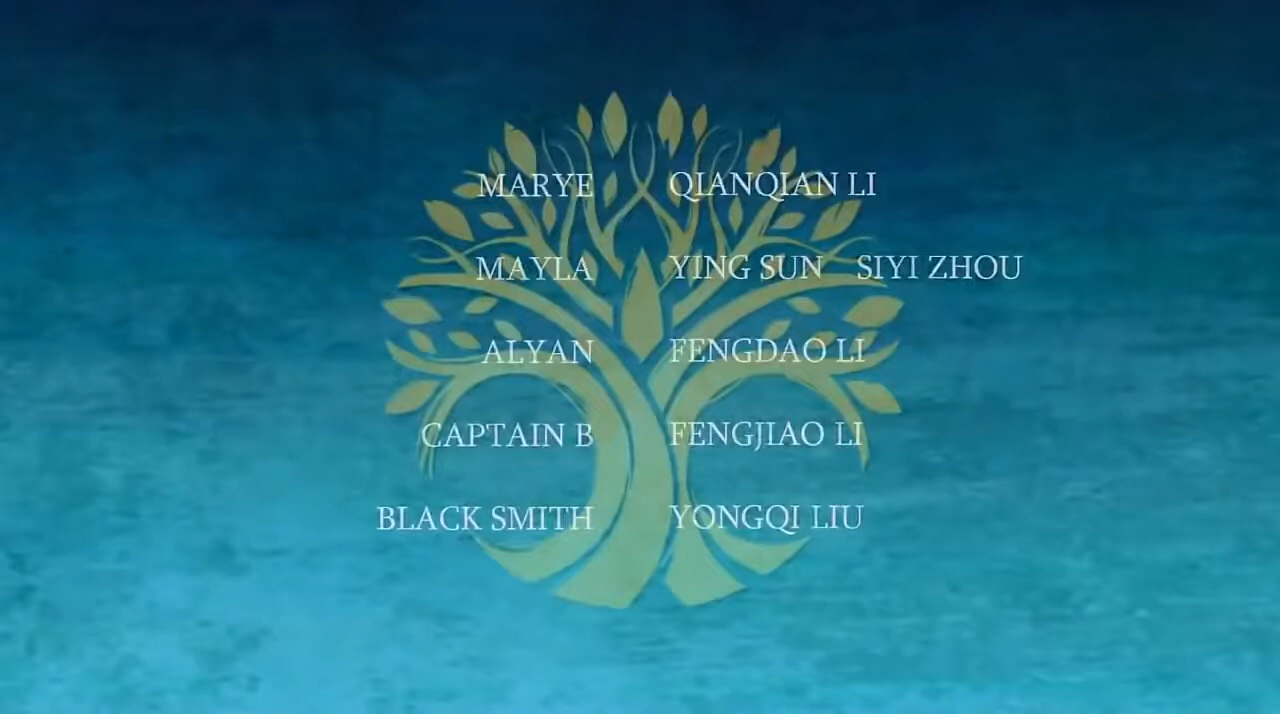 MARYE QIANQIAN LI
MAYLA YING SUN SIYI ZHOU
ALYAN FENGDAO LI
CAPTAIN B FENGJIAO LI
BLACK SMITH YONGQI LIU